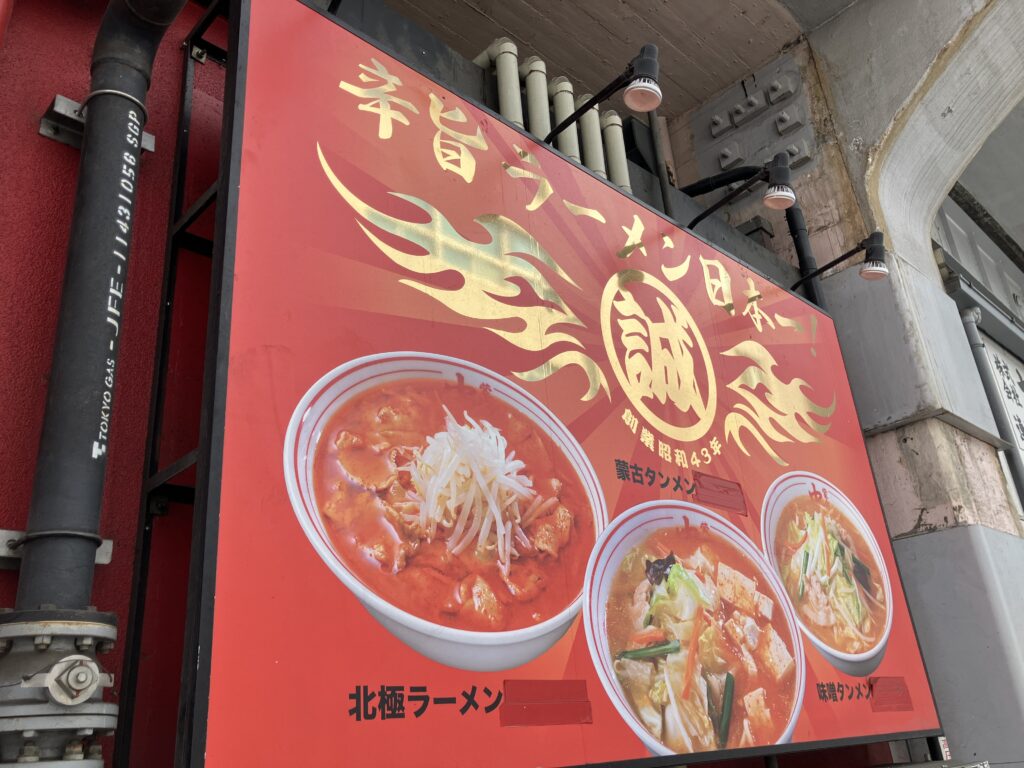 辛旨ラーメン日本一!
誠
創業昭和43年
蒙古タンメン
北極ラーメン
味噌タンメン
TOKYO GAS - JFE - 1143105B SGP